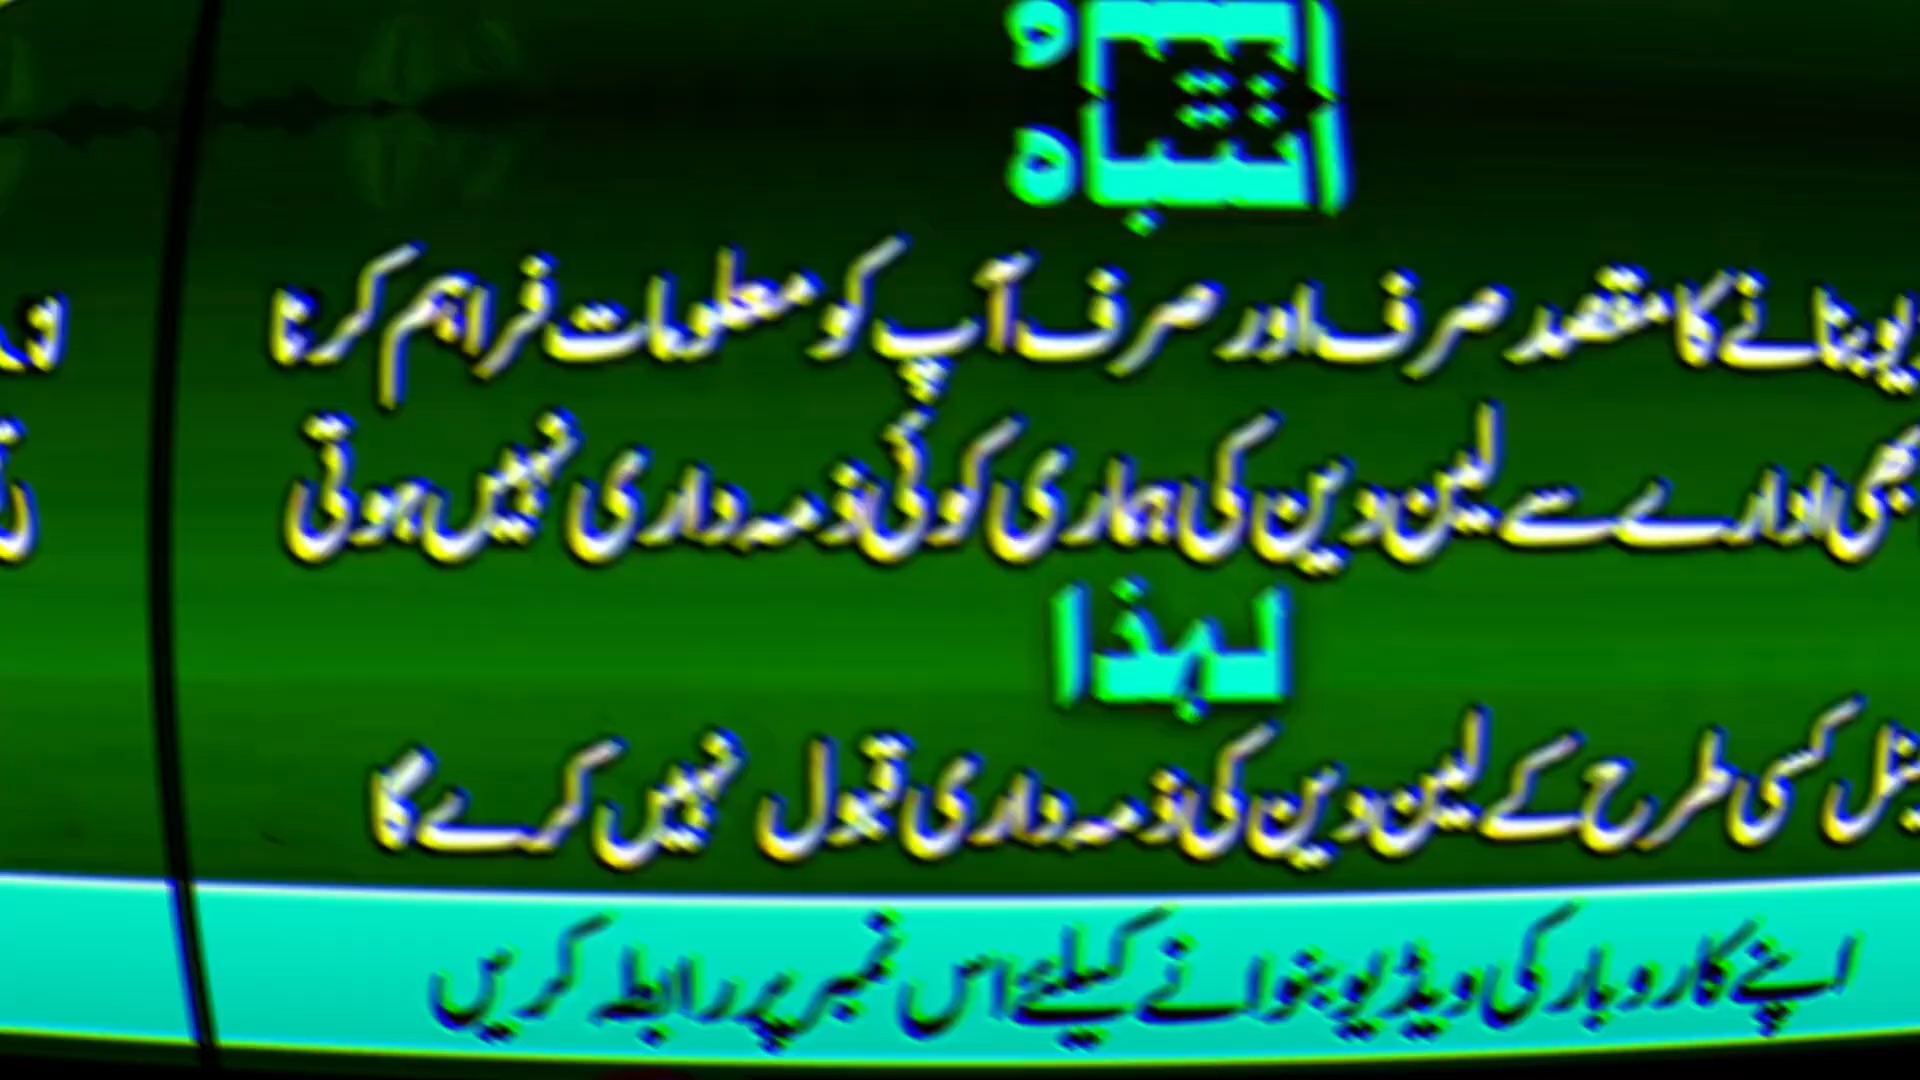 انتباہ
بنانے کا مقصد صرف اور صرف آپ کو معلومات فراہم کرنا
بھی ادارے سے لین دین کی ہماری کوئی ذمہ داری نہیں ہوتی
لہذا
کسی طرح کے لین دین کی ذمہ داری قبول نہیں کرے گا
اپنے کاروبار کی ویڈیو بنوانے کیلئے اس نمبر پر رابطہ کریں